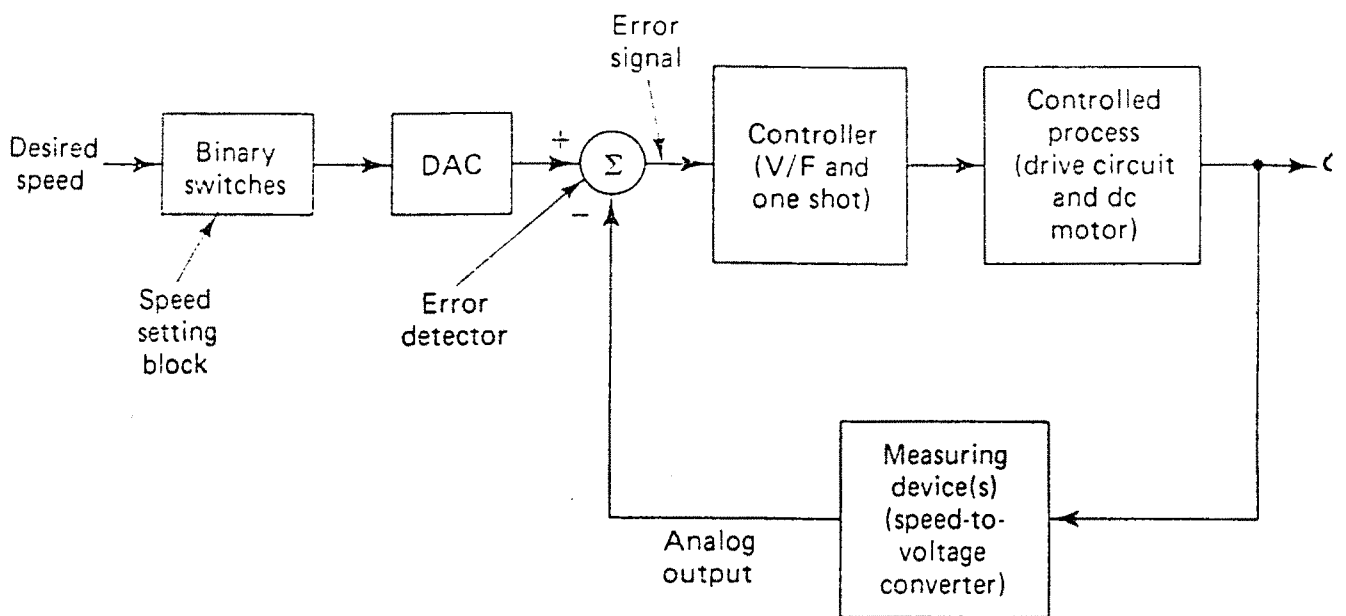 Error
signal
Desired
speed
Binary
switches
DAC
+
Σ
−
Controller
(V/F and
one shot)
Controlled
process
(drive circuit
and dc
motor)
Speed
setting
block
Error
detector
Measuring
device(s)
(speed-to-
voltage
converter)
Analog
output